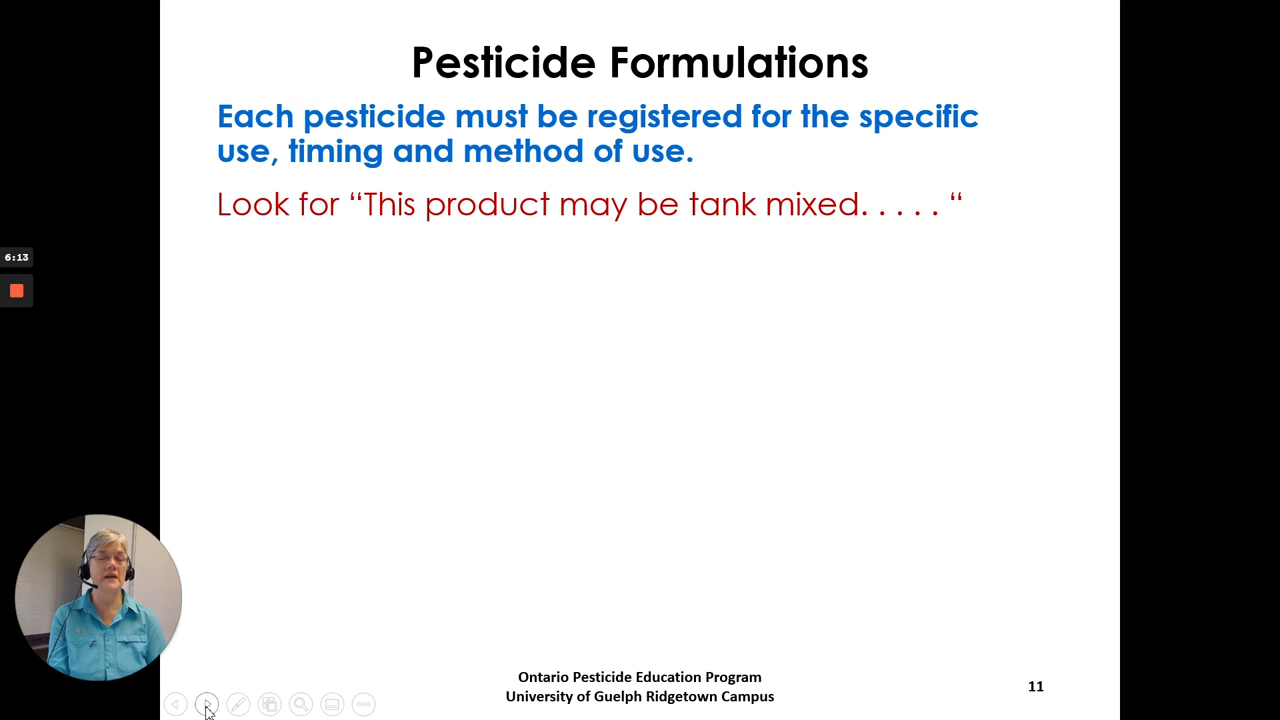 Pesticide Formulations
Each pesticide must be registered for the specific
use, timing and method of use.
Look for “This product may be tank mixed. . . . . “
6:13
Ontario Pesticide Education Program
University of Guelph Ridgetown Campus
11